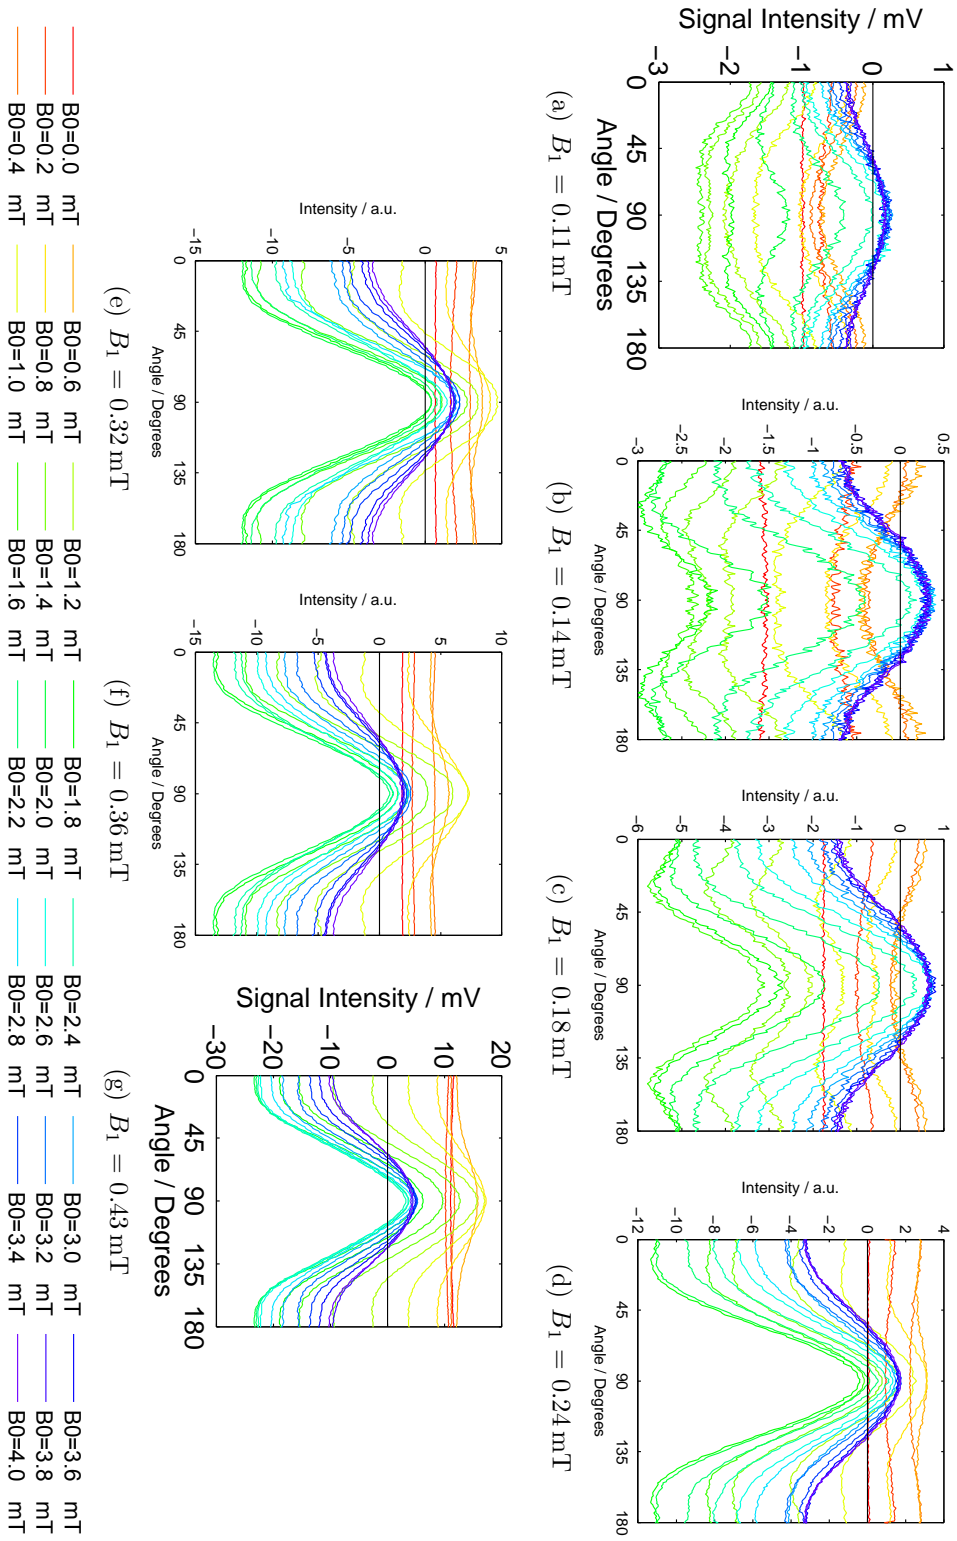 Signal Intensity / mV
1
0
−1
−2
−3
0 45 90 135 180
Angle / Degrees
(a) B₁ = 0.11 mT
Intensity / a.u.
0.5
0
−0.5
−1
−1.5
−2
−2.5
−3
0 45 90 135 180
Angle / Degrees
(b) B₁ = 0.14 mT
Intensity / a.u.
1
0
−1
−2
−3
−4
−5
−6
0 45 90 135 180
Angle / Degrees
(c) B₁ = 0.18 mT
Intensity / a.u.
4
2
0
−2
−4
−6
−8
−10
−12
0 45 90 135 180
Angle / Degrees
(d) B₁ = 0.24 mT
Intensity / a.u.
5
0
−5
−10
−15
0 45 90 135 180
Angle / Degrees
(e) B₁ = 0.32 mT
Intensity / a.u.
10
5
0
−5
−10
−15
0 45 90 135 180
Angle / Degrees
(f) B₁ = 0.36 mT
Signal Intensity / mV
20
10
0
−10
−20
−30
0 45 90 135 180
Angle / Degrees
(g) B₁ = 0.43 mT
B0=0.0 mT B0=0.6 mT B0=1.2 mT B0=1.8 mT B0=2.4 mT B0=3.0 mT B0=3.6 mT
B0=0.2 mT B0=0.8 mT B0=1.4 mT B0=2.0 mT B0=2.6 mT B0=3.2 mT B0=3.8 mT
B0=0.4 mT B0=1.0 mT B0=1.6 mT B0=2.2 mT B0=2.8 mT B0=3.4 mT B0=4.0 mT